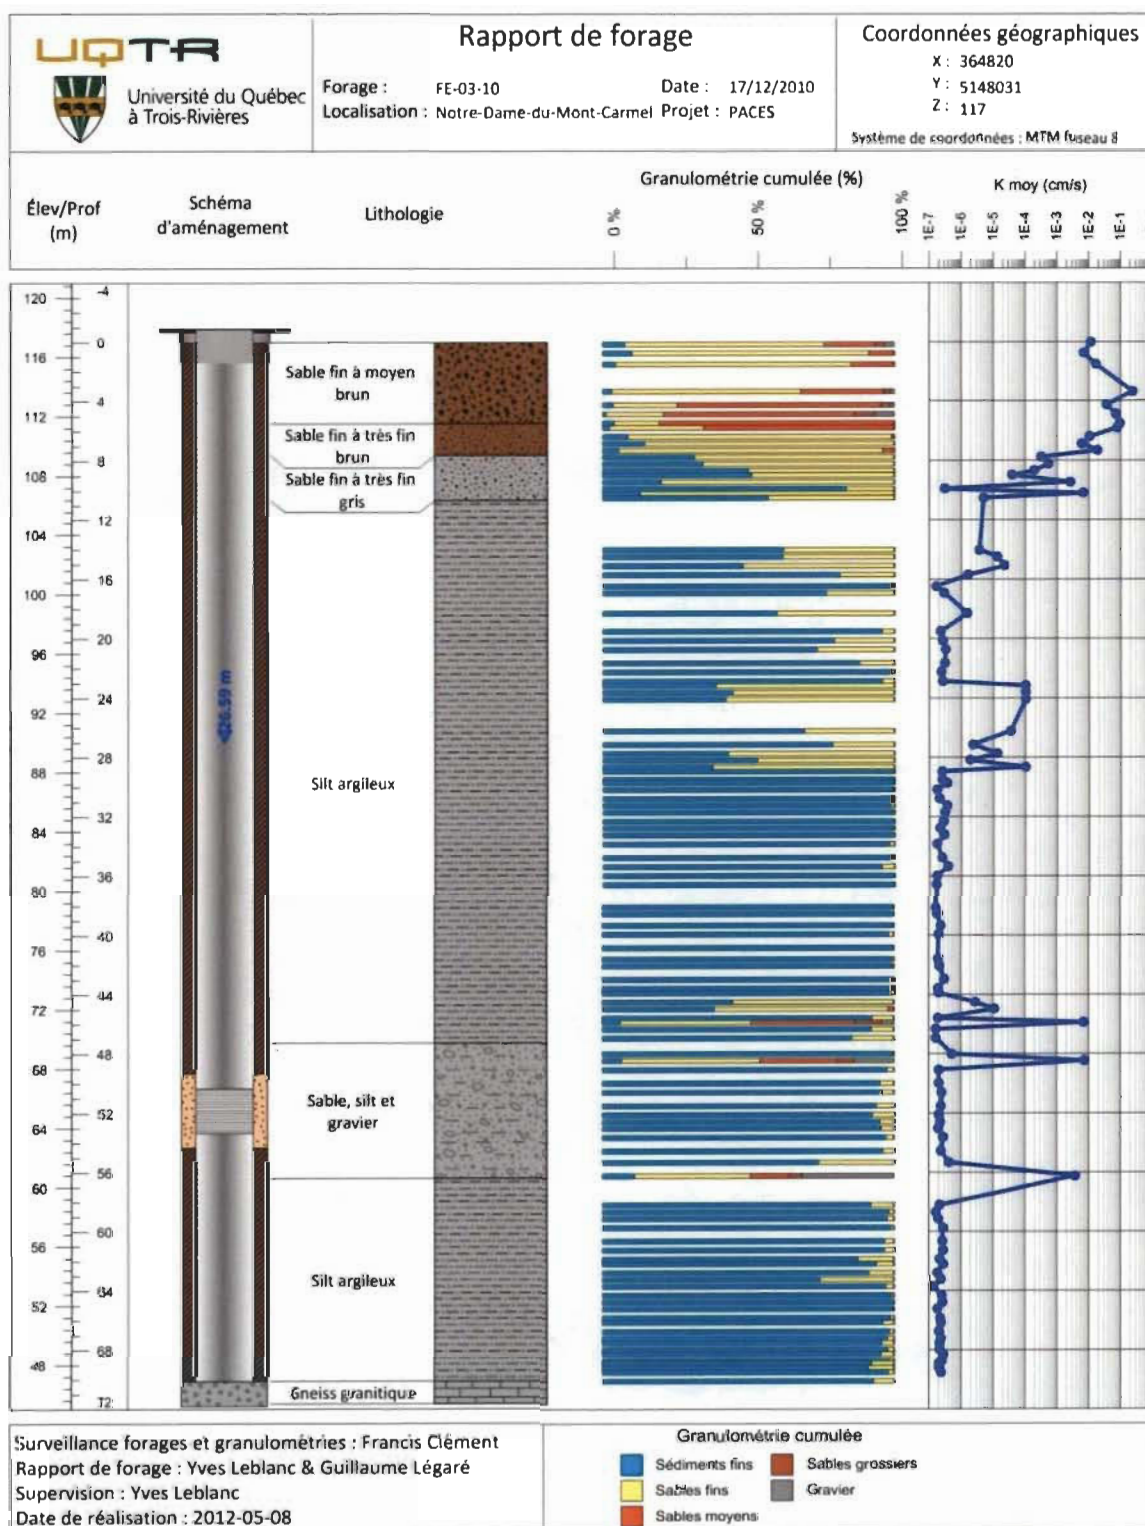 UQTR
Université du Québec
à Trois-Rivières
Rapport de forage
Forage : FE-03-10 Date : 17/12/2010
Localisation : Notre-Dame-du-Mont-Carmel Projet : PACES
Coordonnées géographiques
X : 364820
Y : 5148031
Z : 117
Système de coordonnées : MTM fuseau 8
Élev/Prof
(m)
Schéma
d'aménagement
Lithologie
Granulométrie cumulée (%)
0 % 50 % 100 %
K moy (cm/s)
1E-7 1E-6 1E-5 1E-4 1E-3 1E-2 1E-1
120 -4
0
116
4
112
8
108
12
104
16
100
20
96
24
92
28
88
32
84
36
80
40
76
44
72
48
68
52
64
56
60
60
56
64
52
68
48
72
26.59 m
Sable fin à moyen
brun
Sable fin à très fin
brun
Sable fin à très fin
gris
Silt argileux
Sable, silt et
gravier
Silt argileux
Gneiss granitique
Surveillance forages et granulométries : Francis Clément
Rapport de forage : Yves Leblanc & Guillaume Légaré
Supervision : Yves Leblanc
Date de réalisation : 2012-05-08
Granulométrie cumulée
Sédiments fins
Sables fins
Sables moyens
Sables grossiers
Gravier